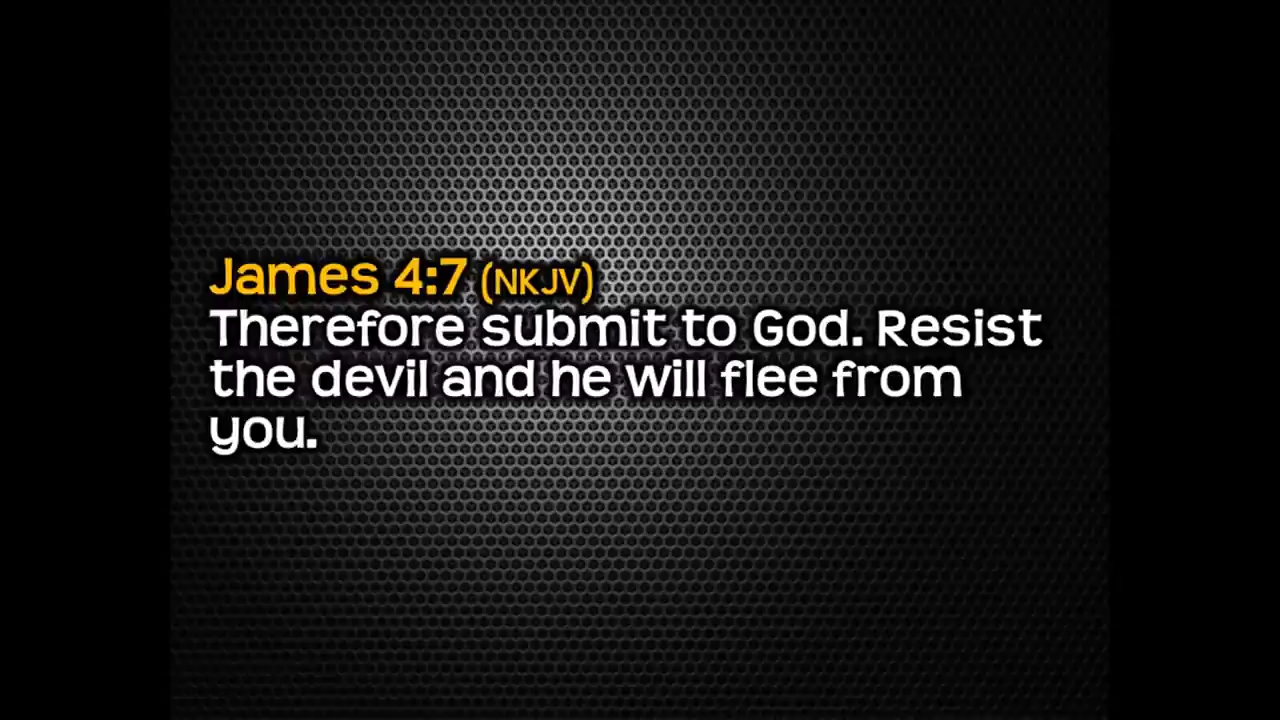 James 4:7 (NKJV)
Therefore submit to God. Resist
the devil and he will flee from
you.